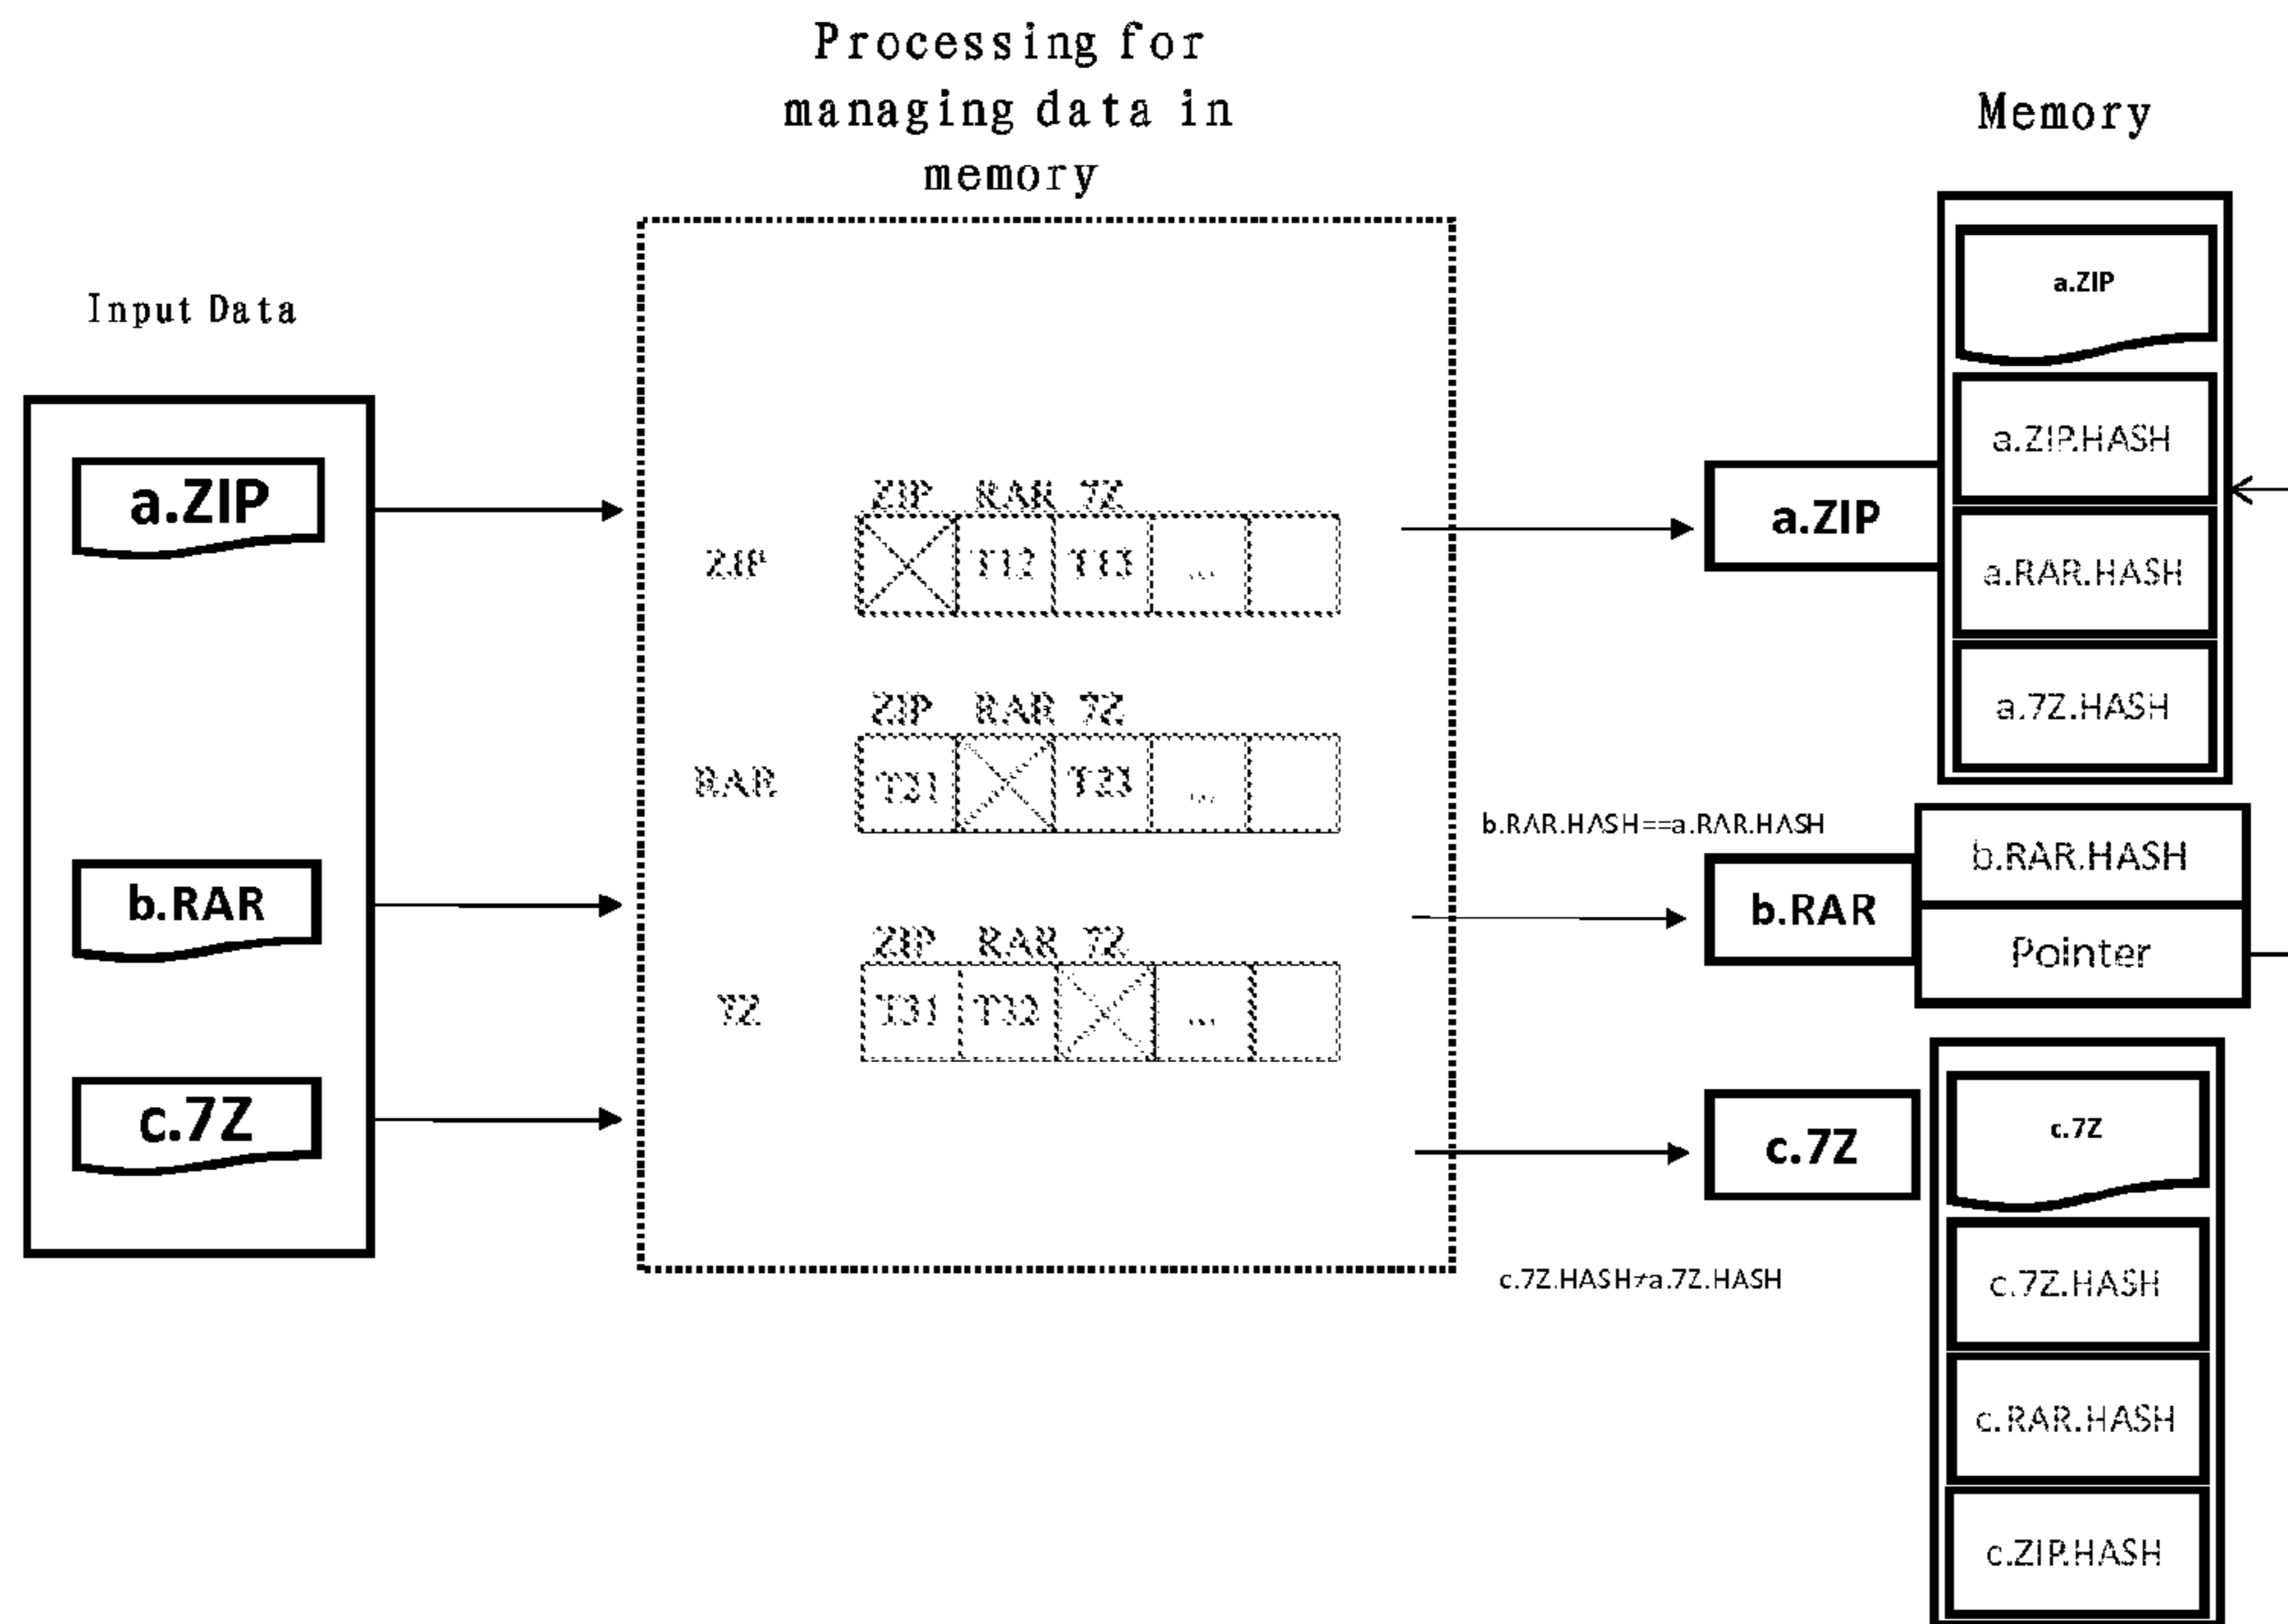 Processing for
managing data in
memory
Memory
Input Data
a.ZIP
b.RAR
c.7Z
ZIP RAR 7Z
ZIP
T12 T13 ...
ZIP RAR 7Z
RAR
T21 T23 ...
ZIP RAR 7Z
7Z
T31 T32 ...
a.ZIP
a.ZIP
a.ZIP.HASH
a.RAR.HASH
a.7Z.HASH
b.RAR.HASH==a.RAR.HASH
b.RAR
b.RAR.HASH
Pointer
c.7Z
c.7Z
c.7Z.HASH≠a.7Z.HASH
c.7Z.HASH
c.RAR.HASH
c.ZIP.HASH